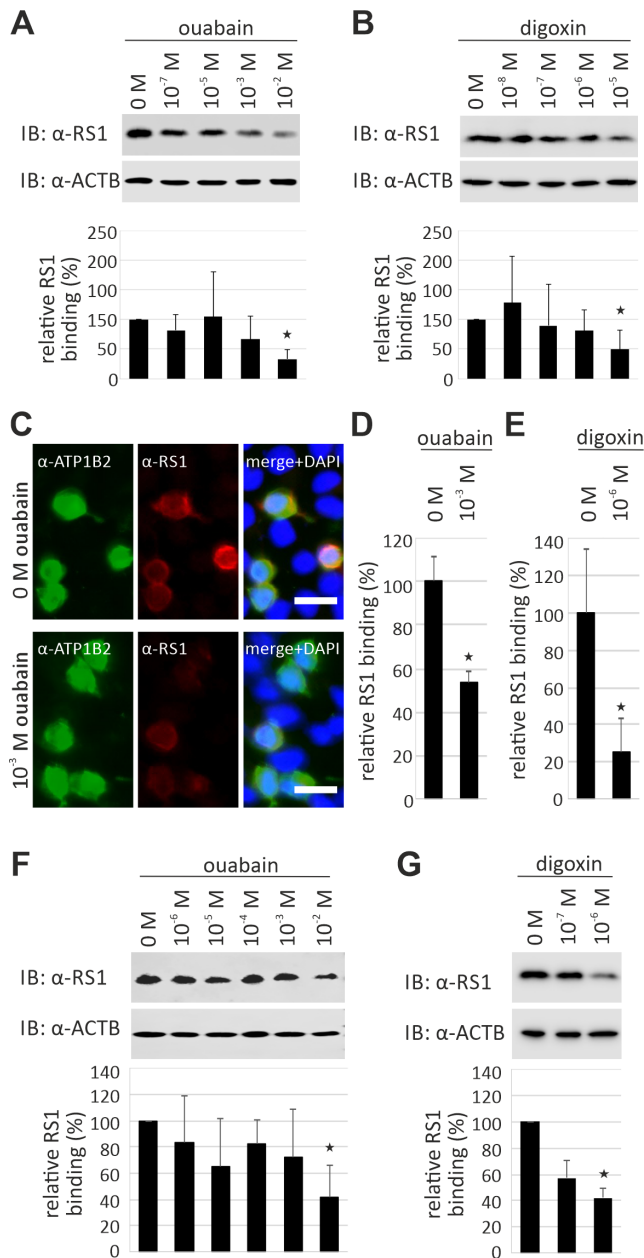 A
ouabain
0 M
10⁻⁷ M
10⁻⁵ M
10⁻³ M
10⁻² M
IB: α-RS1
IB: α-ACTB
relative RS1
binding (%)
250
200
100
150
50
0
★
B
digoxin
0 M
10⁻⁸ M
10⁻⁷ M
10⁻⁶ M
10⁻⁵ M
IB: α-RS1
IB: α-ACTB
relative RS1
binding (%)
250
200
100
150
50
0
★
C
0 M ouabain
α-ATP1B2
α-RS1
merge+DAPI
10⁻³ M ouabain
α-ATP1B2
α-RS1
merge+DAPI
D
ouabain
0 M
10⁻³ M
relative RS1 binding (%)
120
100
80
60
40
20
0
★
E
digoxin
0 M
10⁻⁶ M
relative RS1 binding (%)
140
120
100
80
60
40
20
0
★
F
ouabain
0 M
10⁻⁶ M
10⁻⁵ M
10⁻⁴ M
10⁻³ M
10⁻² M
IB: α-RS1
IB: α-ACTB
relative RS1
binding (%)
140
120
100
80
60
40
20
0
★
G
digoxin
0 M
10⁻⁷ M
10⁻⁶ M
IB: α-RS1
IB: α-ACTB
relative RS1
binding (%)
140
120
100
80
60
40
20
0
★